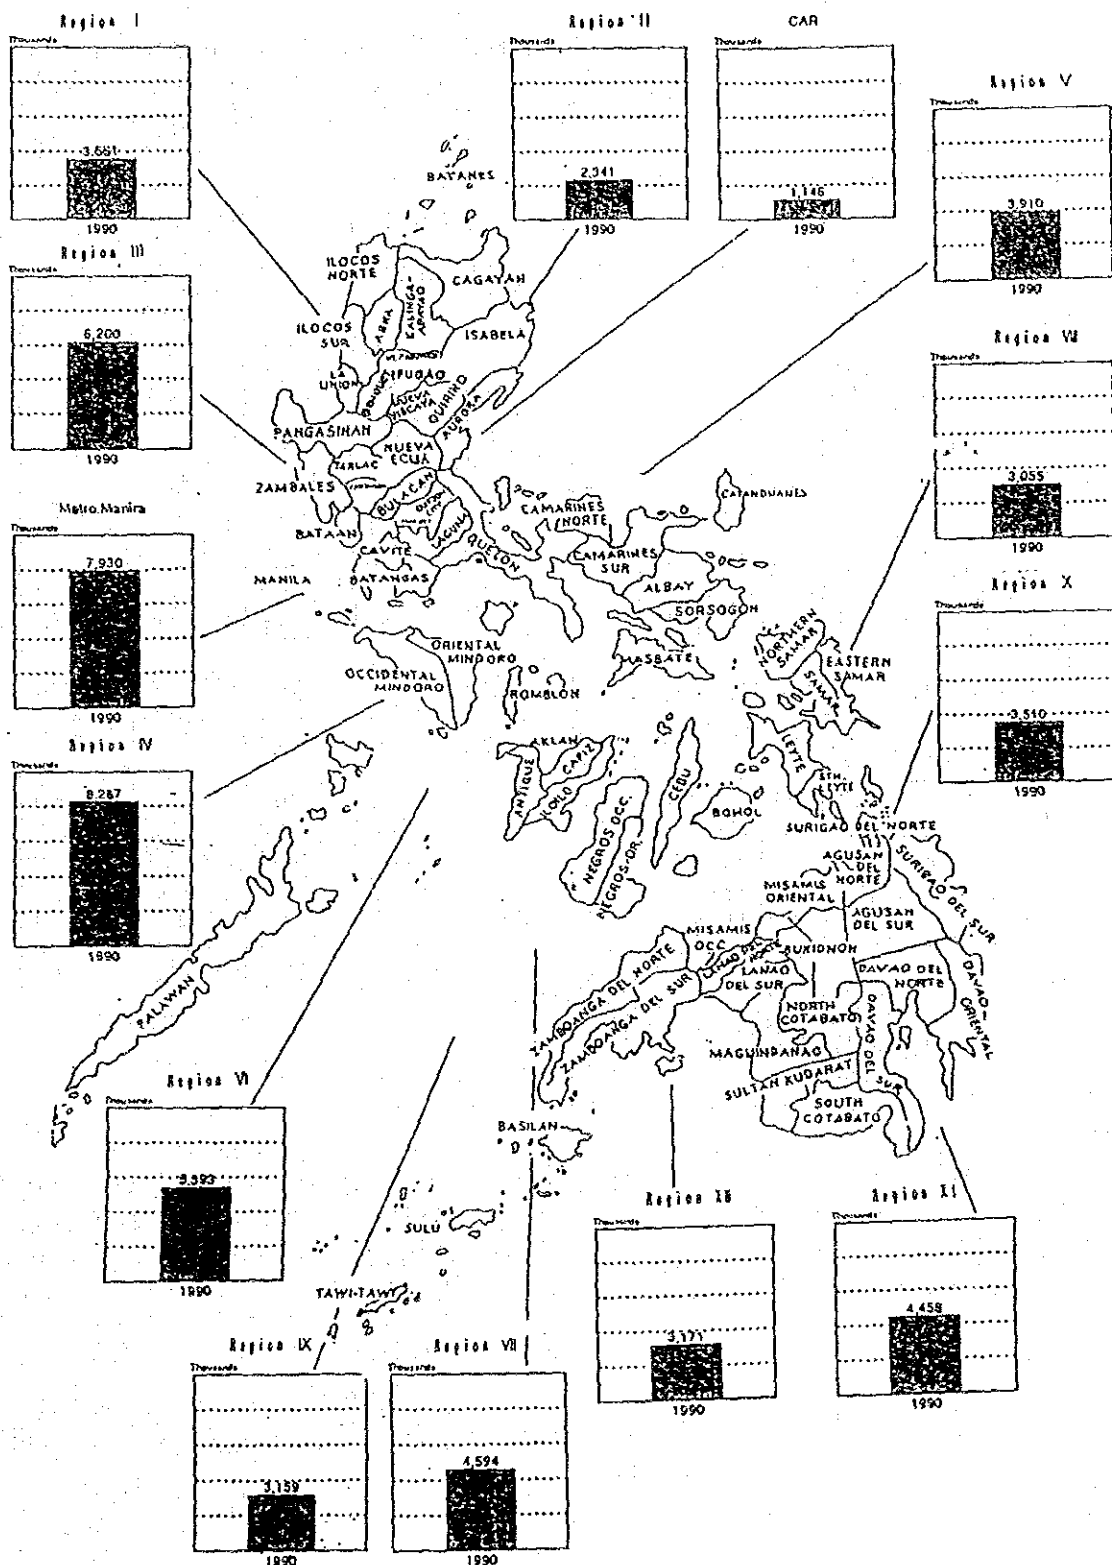 Region I
Thousands
1990
Region II
Thousands
2,341
1990
CAR
Thousands
1,146
1990
Region V
Thousands
3,910
1990
Region III
Thousands
6,200
1990
Thousands
3,055
1990
Metro.Manira
Thousands
7,930
1990
Region X
Thousands
3,510
1990
Region IV
Thousands
1990
BATANES
ILOCOS NORTE
CAGAYAN
ABRA
KALINGA-APAYAO
ILOCOS SUR
ISABELA
LA UNION
IFUGAO
NUEVA VISCAYA
QUIRINO
AURORA
PANGASINAN
NUEVA ECIJA
TARLAC
ZAMBALES
BULACAN
BATAAN
CAVITE
LAGUNA
QUEZON
MANILA
BATANGAS
CAMARINES NORTE
CATANDUANES
CAMARINES SUR
ALBAY
SORSOGON
ORIENTAL MINDORO
OCCIDENTAL MINDORO
ROMBLON
MASBATE
NORTHERN SAMAR
EASTERN SAMAR
SAMAR
AKLAN
CAPIZ
ANTIQUE
ILOILO
NEGROS OCC.
NEGROS-OR.
CEBU
BOHOL
LEYTE
STH. LEYTE
SURIGAO DEL NORTE
AGUSAN DEL NORTE
SURIGAO DEL SUR
MISAMIS ORIENTAL
AGUSAN DEL SUR
MISAMIS OCC.
LANAO DEL NORTE
BUKIDNON
LANAO DEL SUR
ZAMBOANGA DEL NORTE
ZAMBOANGA DEL SUR
DAVAO DEL NORTE
DAVAO ORIENTAL
NORTH COTABATO
DAVAO DEL SUR
MAGUINDANAO
SULTAN KUDARAT
SOUTH COTABATO
PALAWAN
BASILAN
SULU
TAWI-TAWI
Region VI
Thousands
1990
Region IX
Thousands
3,159
1990
Region VII
Thousands
4,594
1990
Region XII
Thousands
3,171
1990
Region XI
Thousands
4,458
1990